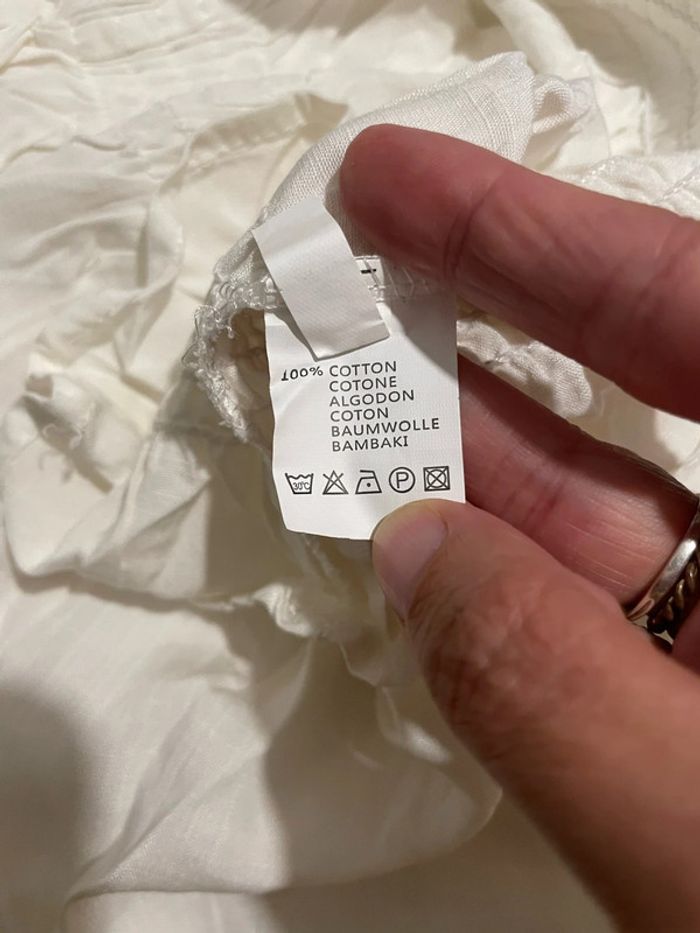 100% COTTON
COTONE
ALGODON
COTON
BAUMWOLLE
BAMBAKI
30°C P